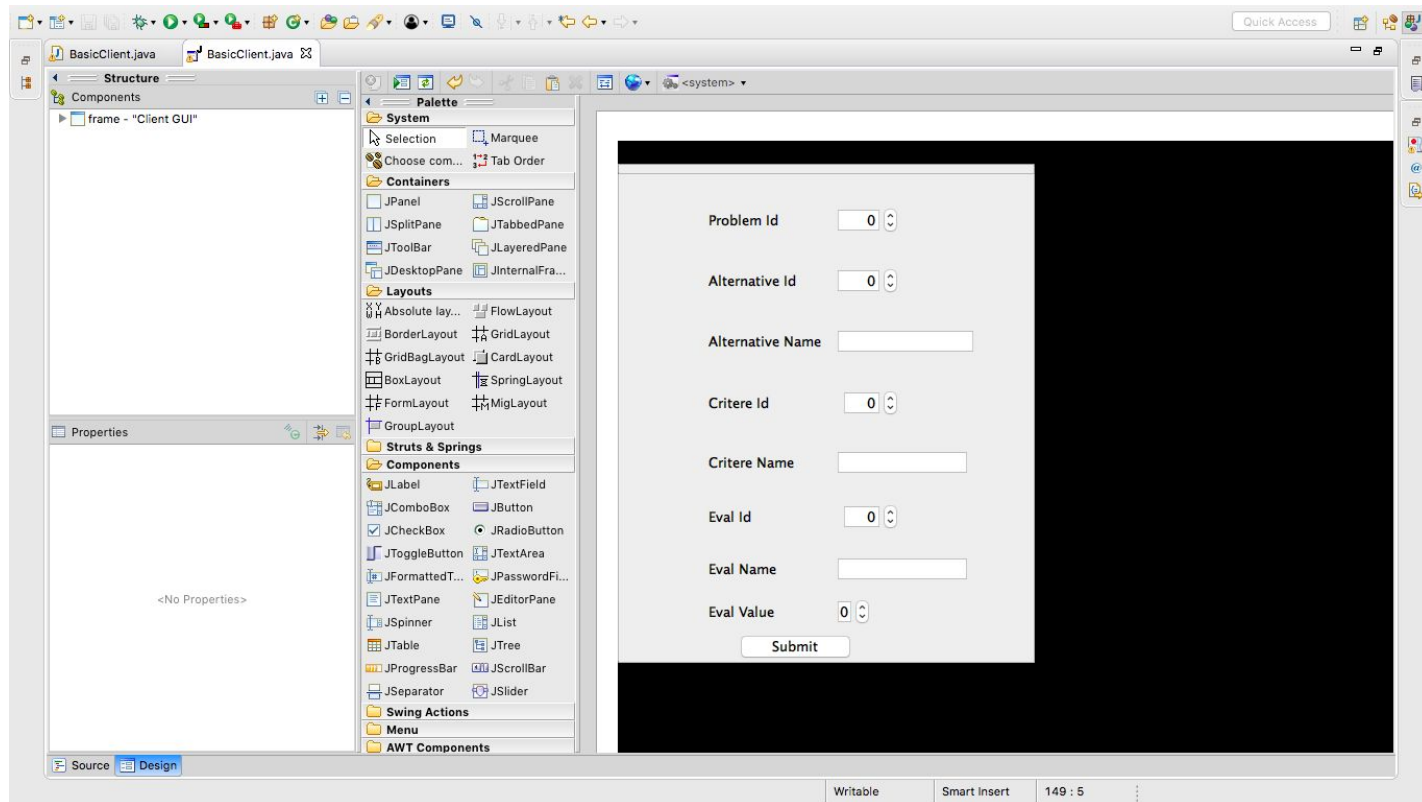 Quick Access
BasicClient.java
BasicClient.java
Structure
Components
frame - "Client GUI"
Properties
<No Properties>
<system>
Palette
System
Selection Marquee
Choose com... Tab Order
Containers
JPanel JScrollPane
JSplitPane JTabbedPane
JToolBar JLayeredPane
JDesktopPane JInternalFra...
Layouts
Absolute lay... FlowLayout
BorderLayout GridLayout
GridBagLayout CardLayout
BoxLayout SpringLayout
FormLayout MigLayout
GroupLayout
Struts & Springs
Components
JLabel JTextField
JComboBox JButton
JCheckBox JRadioButton
JToggleButton JTextArea
JFormattedT... JPasswordFi...
JTextPane JEditorPane
JSpinner JList
JTable JTree
JProgressBar JScrollBar
JSeparator JSlider
Swing Actions
Menu
AWT Components
Problem Id 0
Alternative Id 0
Alternative Name
Critere Id 0
Critere Name
Eval Id 0
Eval Name
Eval Value 0
Submit
Source Design
Writable Smart Insert 149 : 5